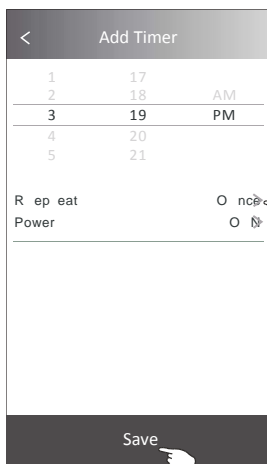 < Add Timer
1 17
2 18 AM
3 19 PM
4 20
5 21
R ep eat O nce
Power O N
Save